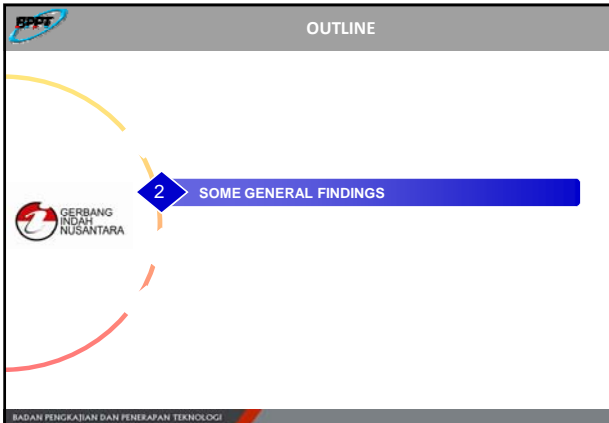 BPPT
OUTLINE
2 SOME GENERAL FINDINGS
GERBANG
INDAH
NUSANTARA
BADAN PENGKAJIAN DAN PENERAPAN TEKNOLOGI